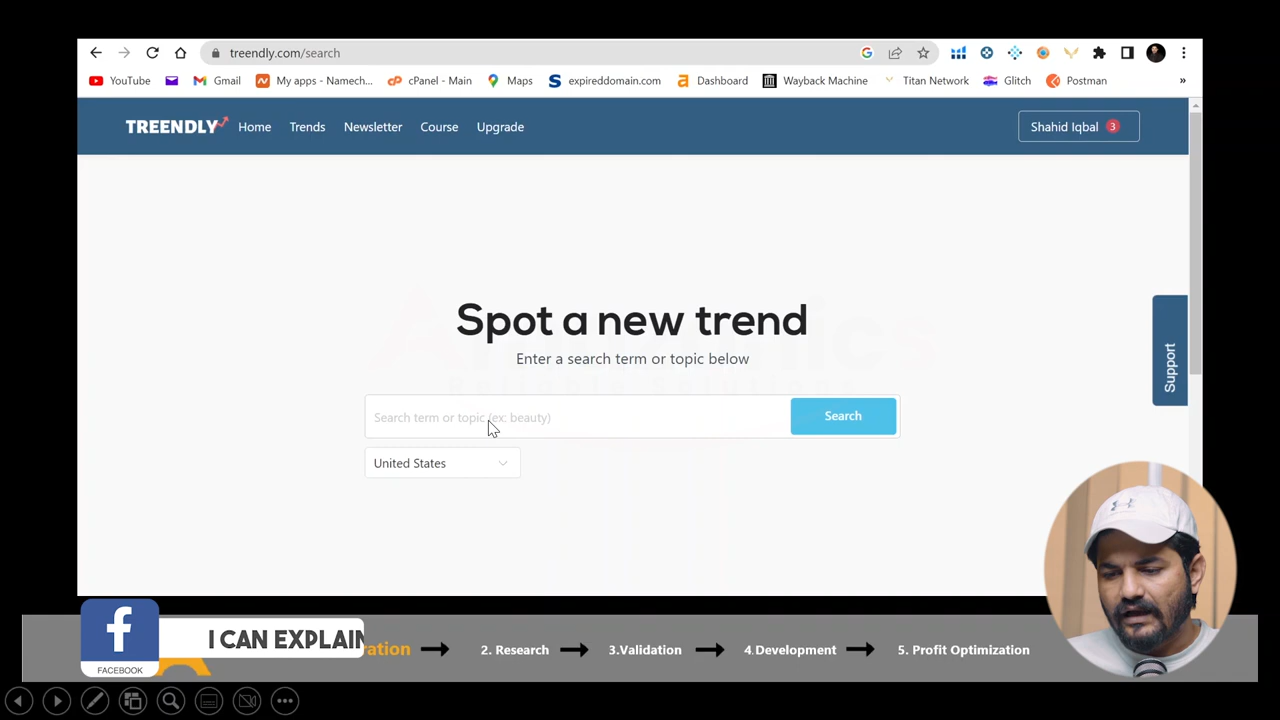 treendly.com/search
YouTube Gmail My apps - Namech... cPanel - Main Maps expireddomain.com Dashboard Wayback Machine Titan Network Glitch Postman »
TREENDLY Home Trends Newsletter Course Upgrade Shahid Iqbal 3
Spot a new trend
Enter a search term or topic below
Search term or topic (ex: beauty) Search
United States
Support
I CAN EXPLAIN
FACEBOOK
ration 2. Research 3.Validation 4.Development 5. Profit Optimization